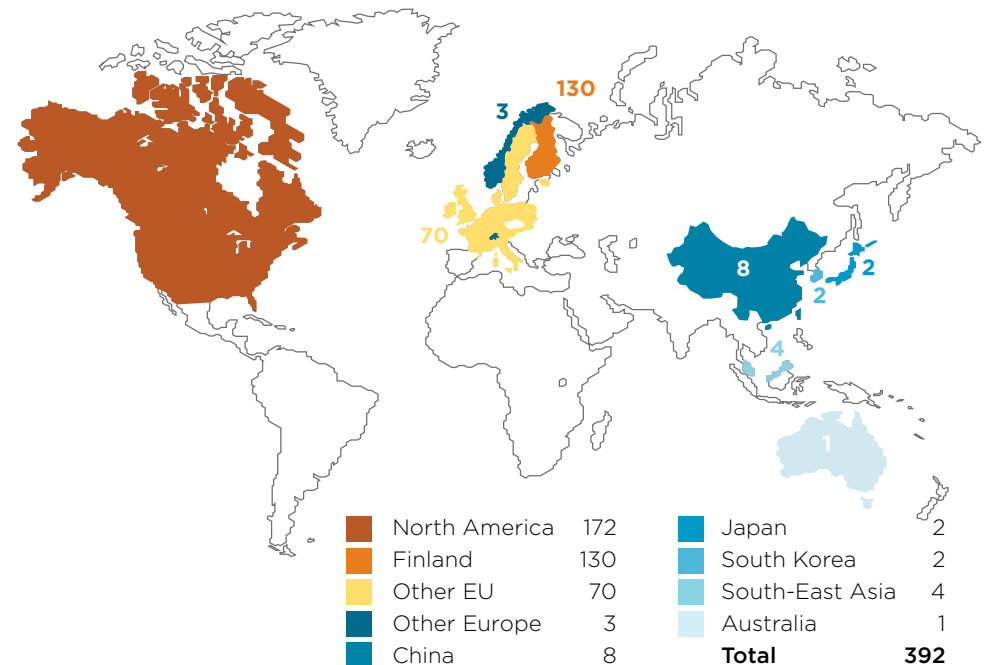 130
3
70
8
2
2
4
1
North America 172
Finland 130
Other EU 70
Other Europe 3
China 8
Japan 2
South Korea 2
South-East Asia 4
Australia 1
Total 392